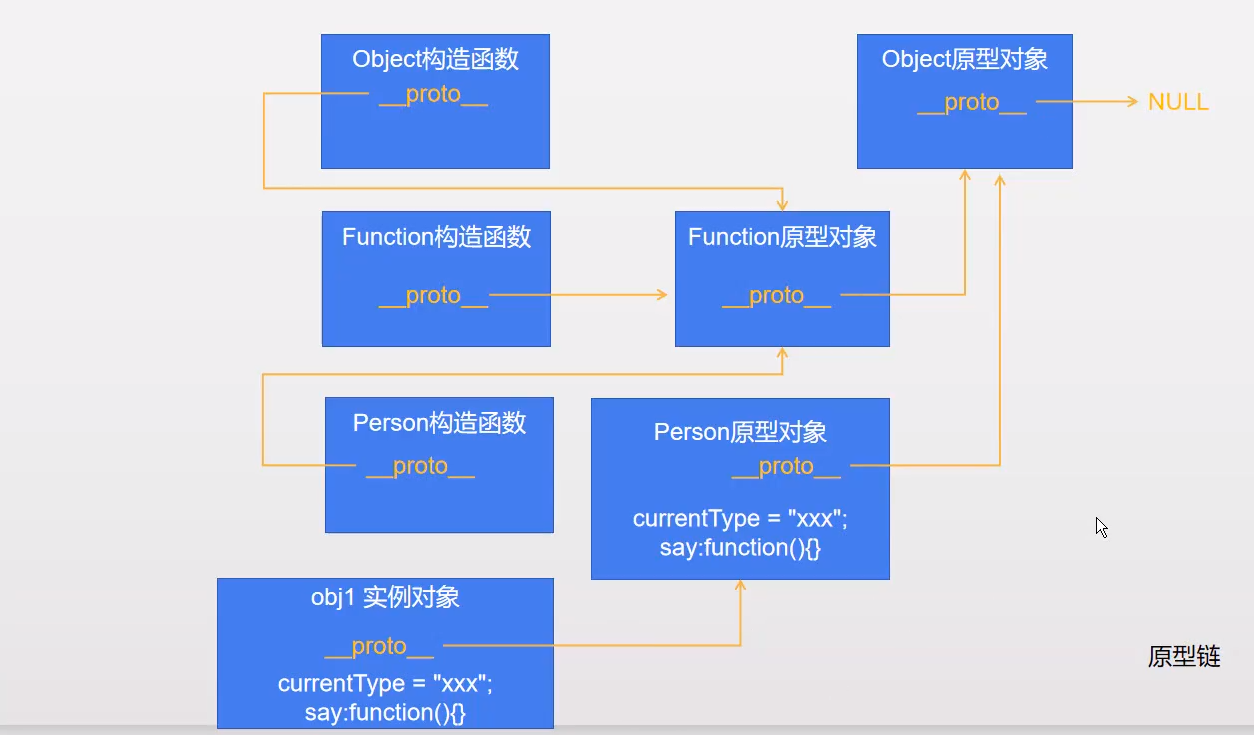 Object构造函数
__proto__
Object原型对象
__proto__
NULL
Function构造函数
__proto__
Function原型对象
__proto__
Person构造函数
__proto__
Person原型对象
__proto__
currentType = "xxx";
say:function(){}
obj1 实例对象
__proto__
currentType = "xxx";
say:function(){}
原型链